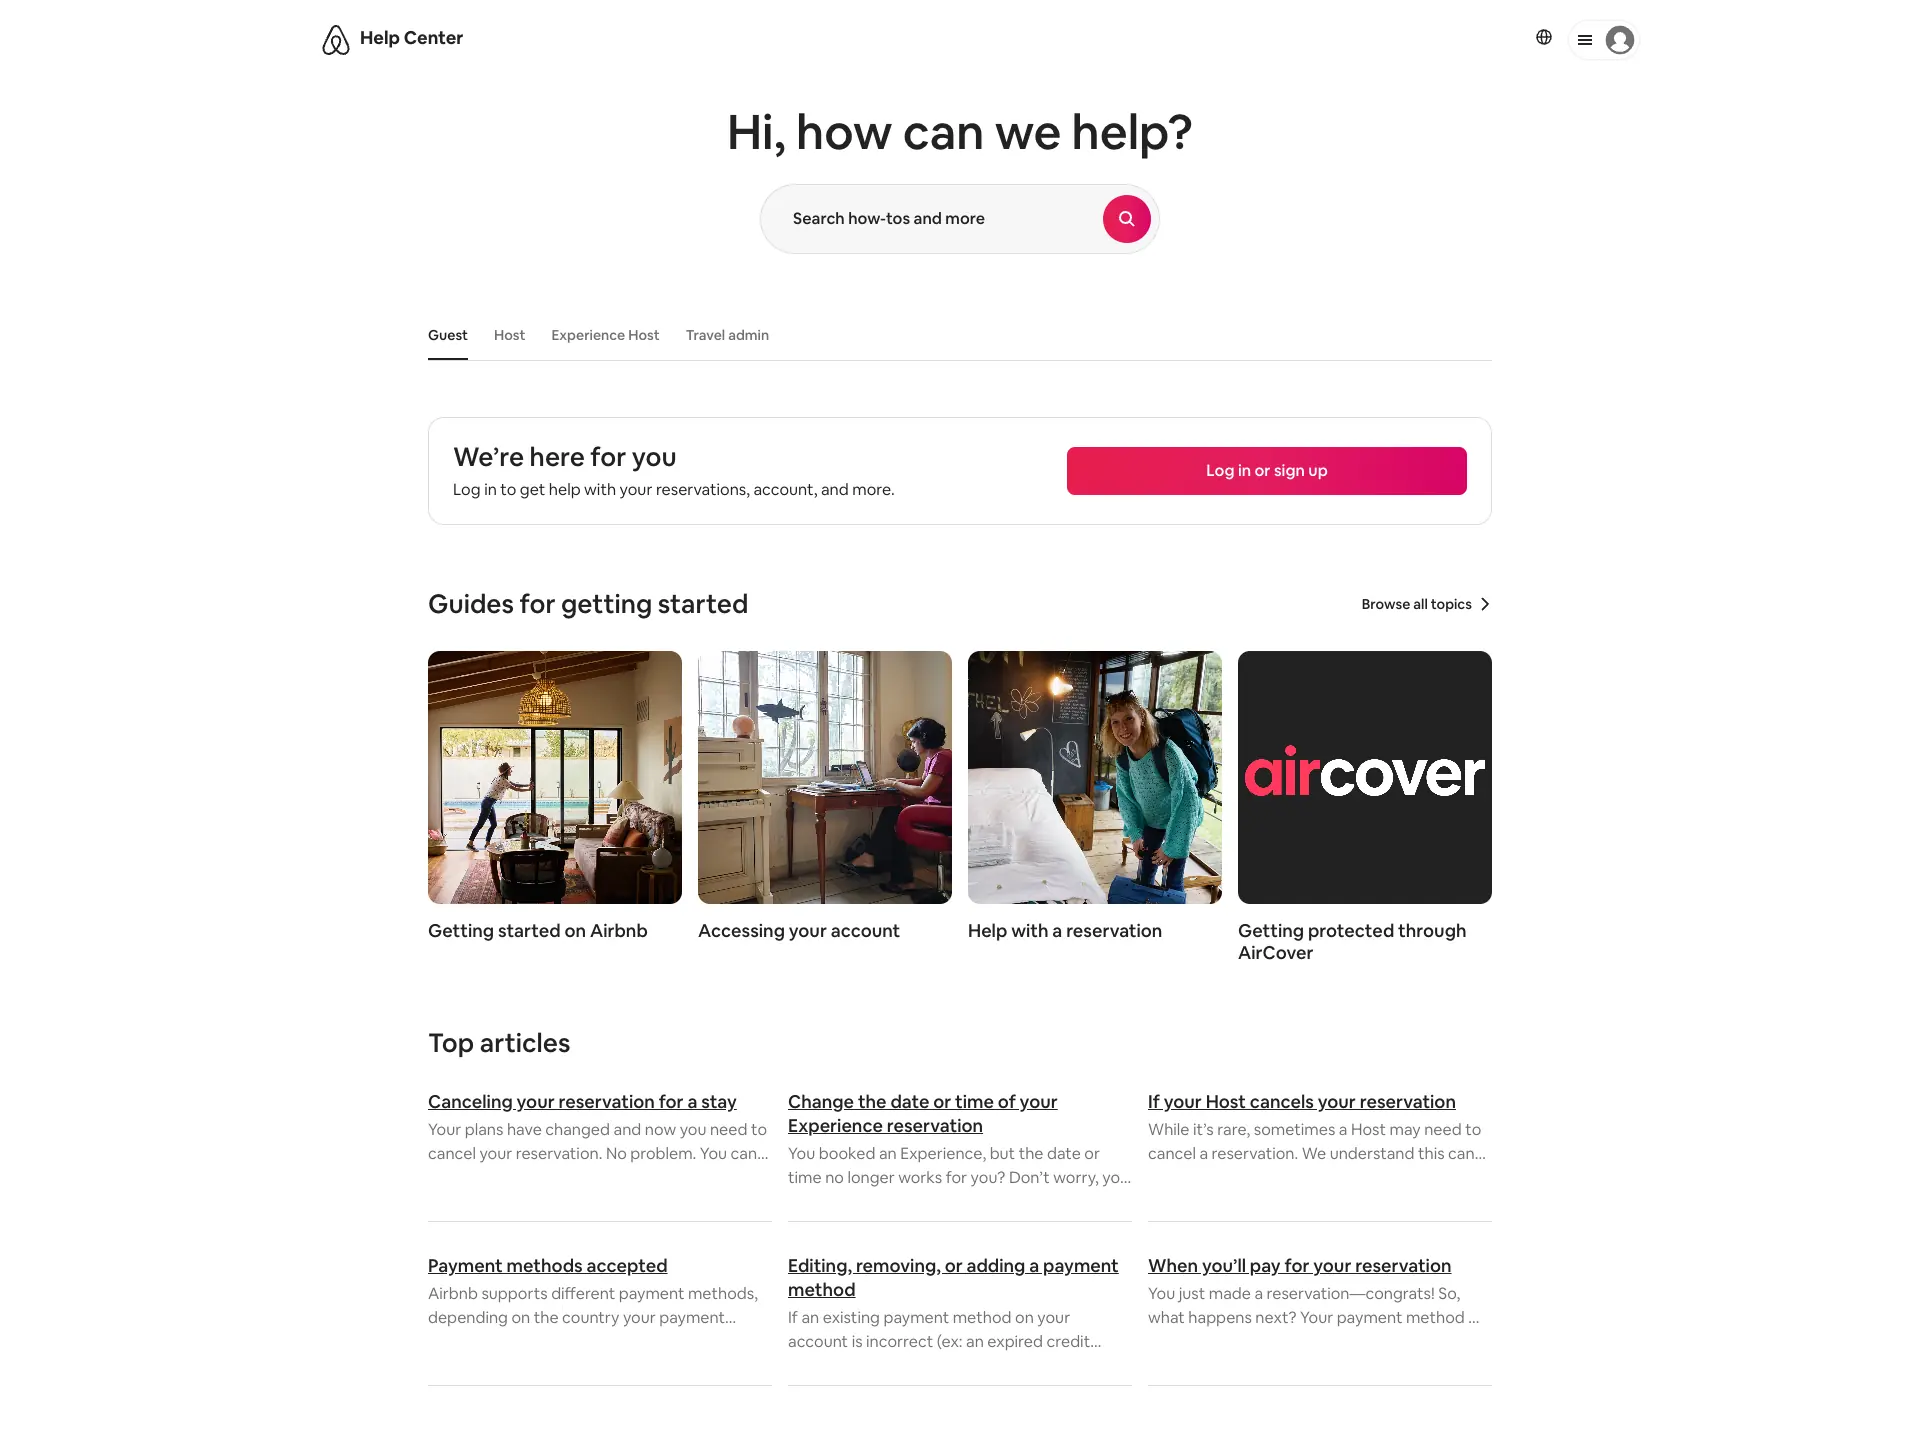 Help Center
Hi, how can we help?
Search how-tos and more
Guest
Host
Experience Host
Travel admin
We’re here for you
Log in to get help with your reservations, account, and more.
Log in or sign up
Guides for getting started
Browse all topics
aircover
Getting started on Airbnb
Accessing your account
Help with a reservation
Getting protected through
AirCover
Top articles
Canceling your reservation for a stay
Your plans have changed and now you need to
cancel your reservation. No problem. You can...
Change the date or time of your
Experience reservation
You booked an Experience, but the date or
time no longer works for you? Don’t worry, yo...
If your Host cancels your reservation
While it’s rare, sometimes a Host may need to
cancel a reservation. We understand this can...
Payment methods accepted
Airbnb supports different payment methods,
depending on the country your payment...
Editing, removing, or adding a payment
method
If an existing payment method on your
account is incorrect (ex: an expired credit...
When you’ll pay for your reservation
You just made a reservation—congrats! So,
what happens next? Your payment method ...